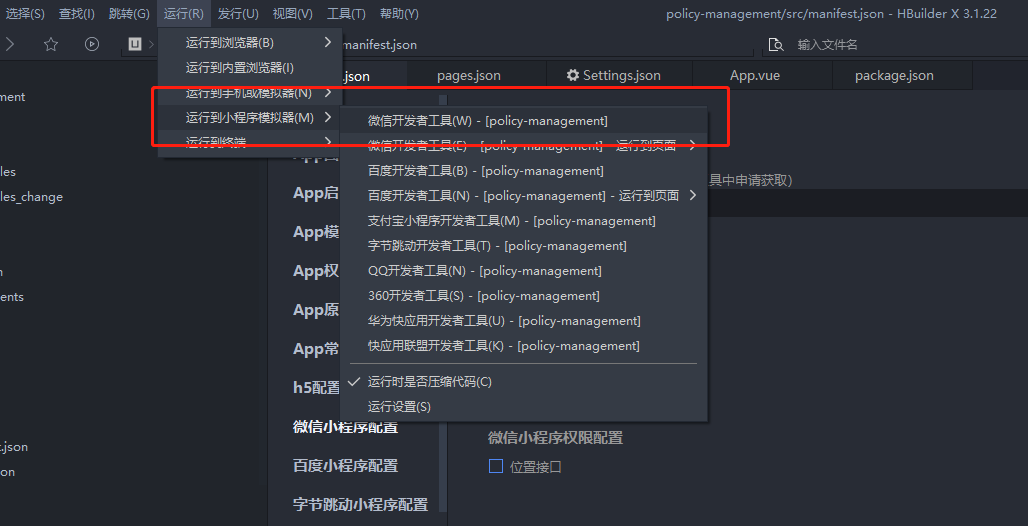 选择(S) 查找(I) 跳转(G) 运行(R) 发行(U) 视图(V) 工具(T) 帮助(Y) policy-management/src/manifest.json - HBuilder X 3.1.22
U manifest.json 输入文件名
运行到浏览器(B)
运行到内置浏览器(I)
运行到手机或模拟器(N)
运行到小程序模拟器(M)
运行到终端
.json pages.json Settings.json App.vue package.json
微信开发者工具(W) - [policy-management]
微信开发者工具(E) - [policy-management] - 运行到页面
百度开发者工具(B) - [policy-management]
百度开发者工具(N) - [policy-management] - 运行到页面
支付宝小程序开发者工具(M) - [policy-management]
字节跳动开发者工具(T) - [policy-management]
QQ开发者工具(N) - [policy-management]
360开发者工具(S) - [policy-management]
华为快应用开发者工具(U) - [policy-management]
快应用联盟开发者工具(K) - [policy-management]
运行时是否压缩代码(C)
运行设置(S)
ment
les
les_change
n
ents
t.json
on
App启
App模
App权
App原
App常
h5配置
微信小程序配置
百度小程序配置
字节跳动小程序配置
具中申请获取)
微信小程序权限配置
位置接口